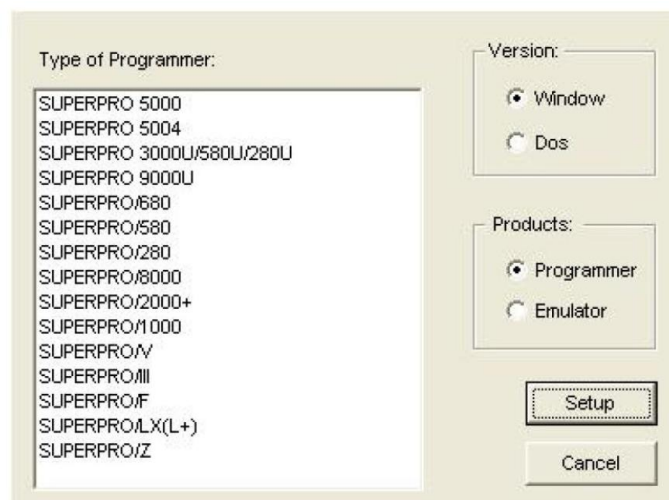 Type of Programmer:
SUPERPRO 5000
SUPERPRO 5004
SUPERPRO 3000U/580U/280U
SUPERPRO 9000U
SUPERPRO/680
SUPERPRO/580
SUPERPRO/280
SUPERPRO/8000
SUPERPRO/2000+
SUPERPRO/1000
SUPERPRO/V
SUPERPRO/III
SUPERPRO/F
SUPERPRO/LX(L+)
SUPERPRO/Z
Version:
Window
Dos
Products:
Programmer
Emulator
Setup
Cancel